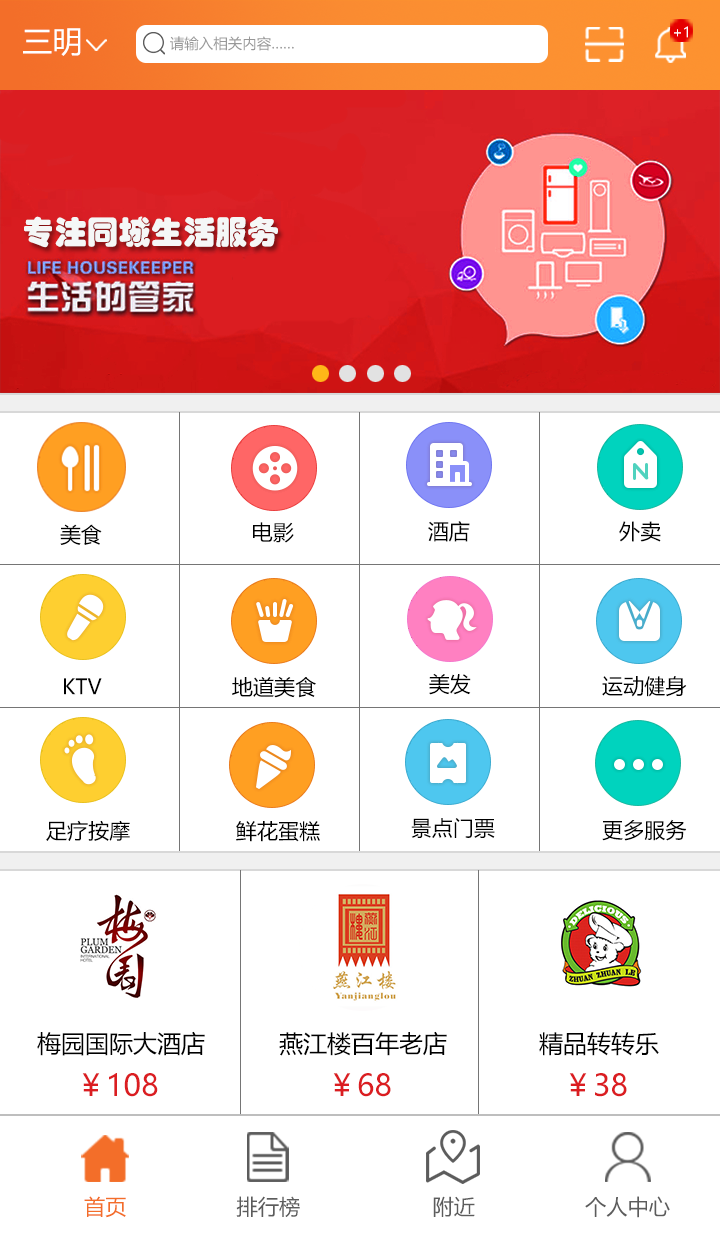 三明
请输入相关内容......
+1
专注同城生活服务
LIFE HOUSEKEEPER
生活的管家
美食
电影
酒店
N
外卖
KTV
地道美食
美发
运动健身
足疗按摩
鲜花蛋糕
景点门票
更多服务
梅园
PLUM
GARDEN
INTERNATIONAL
HOTEL
燕江楼
Yanjianglou
DELICIOUS
ZHUAN ZHUAN LE
梅园国际大酒店
燕江楼百年老店
精品转转乐
¥108
¥68
¥38
首页
排行榜
附近
个人中心